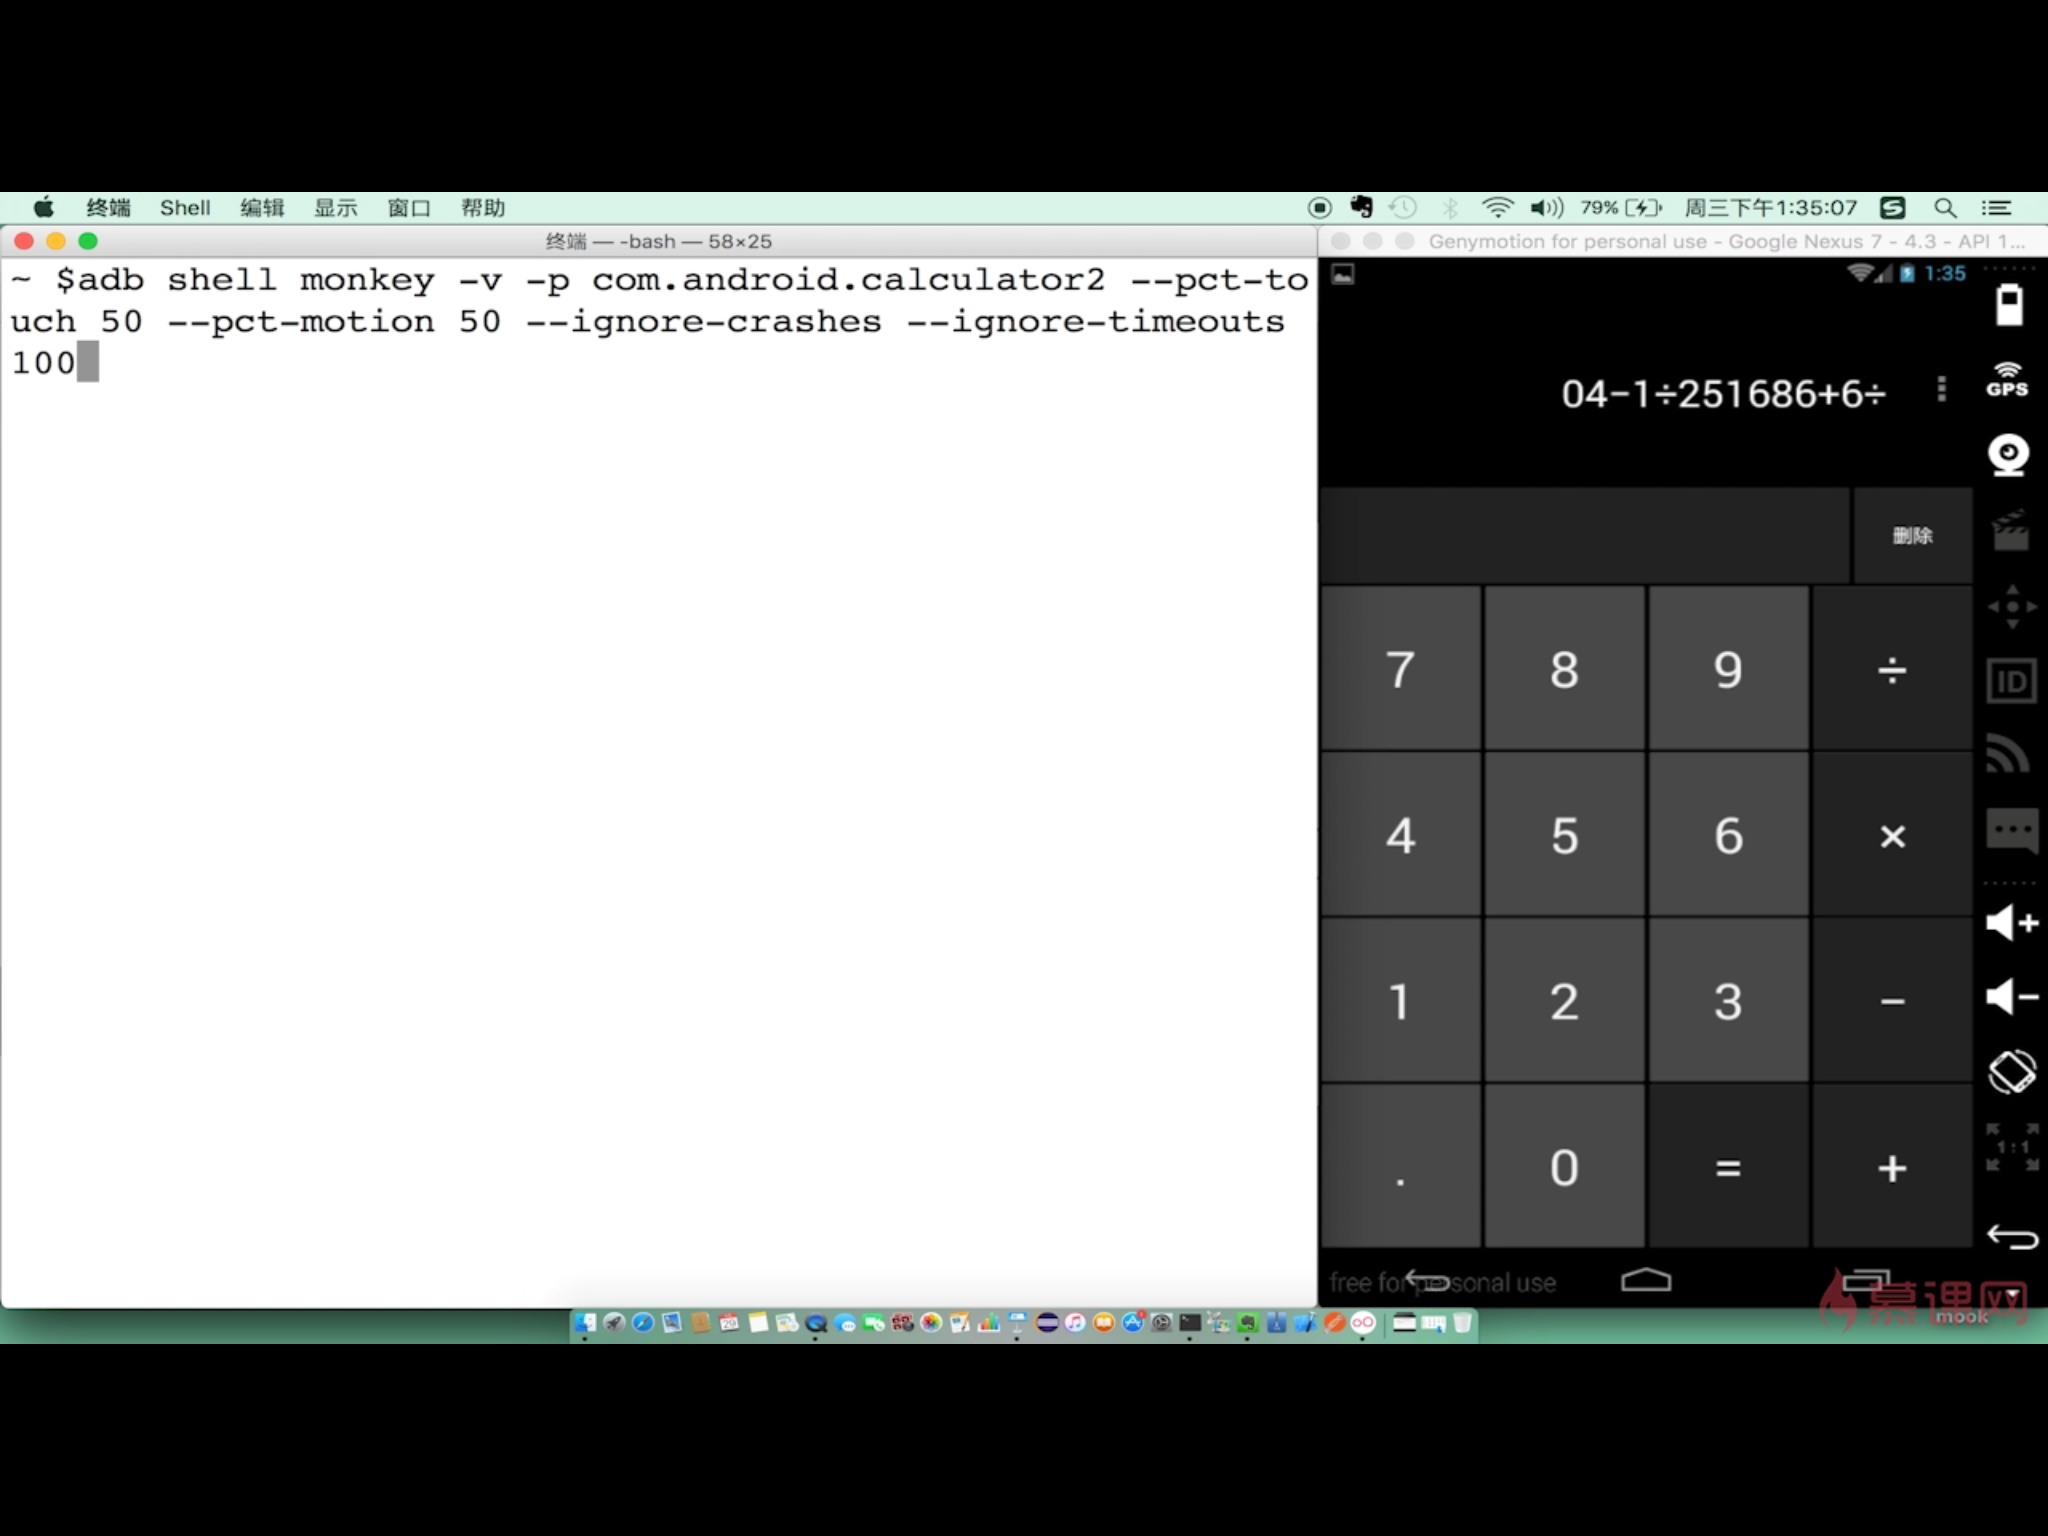 终端 Shell 编辑 显示 窗口 帮助 79% 周三下午1:35:07
终端 — -bash — 58×25
Genymotion for personal use - Google Nexus 7 - 4.3 - API 1...
~ $adb shell monkey -v -p com.android.calculator2 --pct-to
uch 50 --pct-motion 50 --ignore-crashes --ignore-timeouts
100
1:35
GPS
04−1÷251686+6÷
删除
7 8 9 ÷
ID
4 5 6 ×
1 2 3 −
1:1
. 0 = +
free for personal use
慕课网
mook